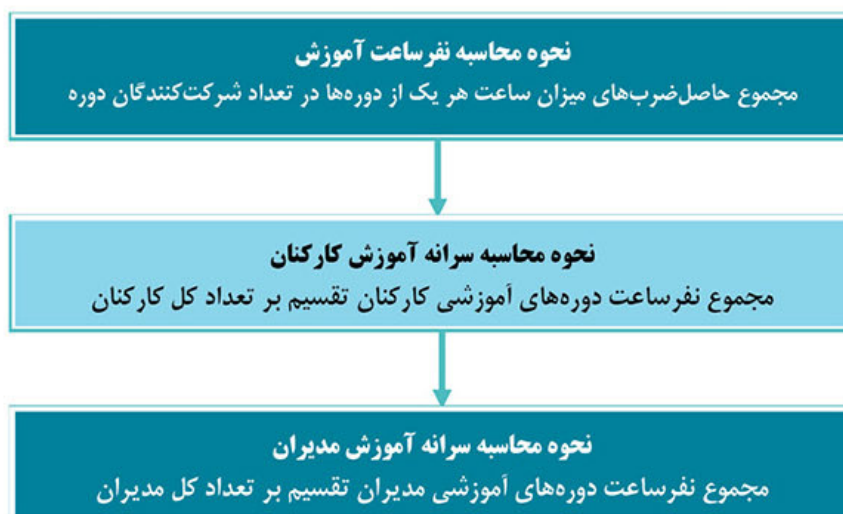 نحوه محاسبه نفرساعت آموزش
مجموع حاصل‌ضرب‌های میزان ساعت هر یک از دوره‌ها در تعداد شرکت‌کنندگان دوره
نحوه محاسبه سرانه آموزش کارکنان
مجموع نفرساعت دوره‌های آموزشی کارکنان تقسیم بر تعداد کل کارکنان
نحوه محاسبه سرانه آموزش مدیران
مجموع نفرساعت دوره‌های آموزشی مدیران تقسیم بر تعداد کل مدیران